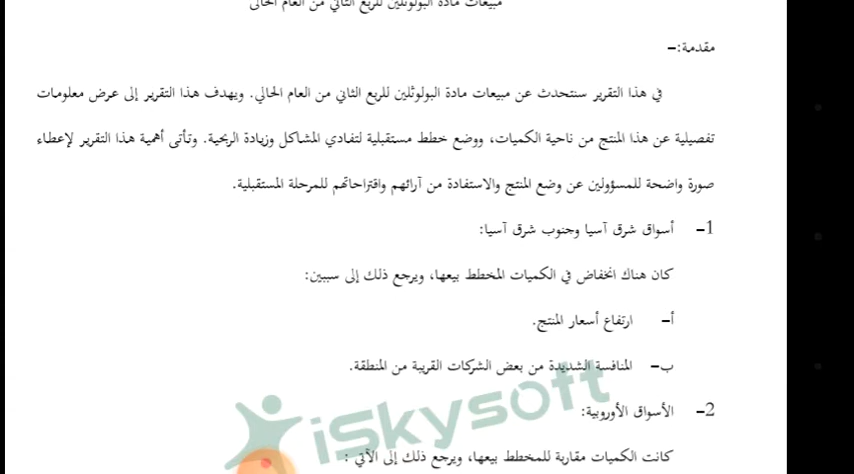 مبيعات مادة البولوثلين للربع الثاني من العام الحالي
مقدمة:–
في هذا التقرير سنتحدث عن مبيعات مادة البولوثلين للربع الثاني من العام الحالي. ويهدف هذا التقرير إلى عرض معلومات
تفصيلية عن هذا المنتج من ناحية الكميات، ووضع خطط مستقبلية لتفادي المشاكل وزيادة الربحية. وتأتي أهمية هذا التقرير لإعطاء
صورة واضحة للمسؤولين عن وضع المنتج والاستفادة من آرائهم واقتراحاتهم للمرحلة المستقبلية.
1– أسواق شرق آسيا وجنوب شرق آسيا:
كان هناك انخفاض في الكميات المخطط بيعها، ويرجع ذلك إلى سببين:
أ– ارتفاع أسعار المنتج.
ب– المنافسة الشديدة من بعض الشركات القريبة من المنطقة.
2– الأسواق الأوروبية:
كانت الكميات مقاربة للمخطط بيعها، ويرجع ذلك إلى الآتي :
iskysoft